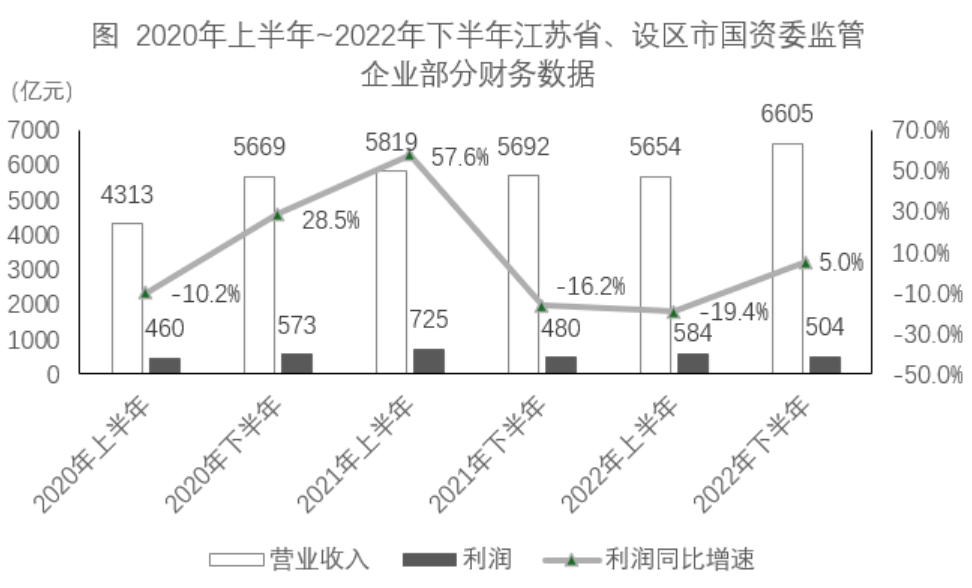 图 2020年上半年~2022年下半年江苏省、设区市国资委监管
企业部分财务数据
(亿元)
7000
6000
5000
4000
3000
2000
1000
0
70.0%
50.0%
30.0%
10.0%
-10.0%
-30.0%
-50.0%
4313
5669
5819
5692
5654
6605
-10.2%
28.5%
57.6%
-16.2%
-19.4%
5.0%
460
573
725
480
584
504
2020年上半年
2020年下半年
2021年上半年
2021年下半年
2022年上半年
2022年下半年
营业收入
利润
利润同比增速